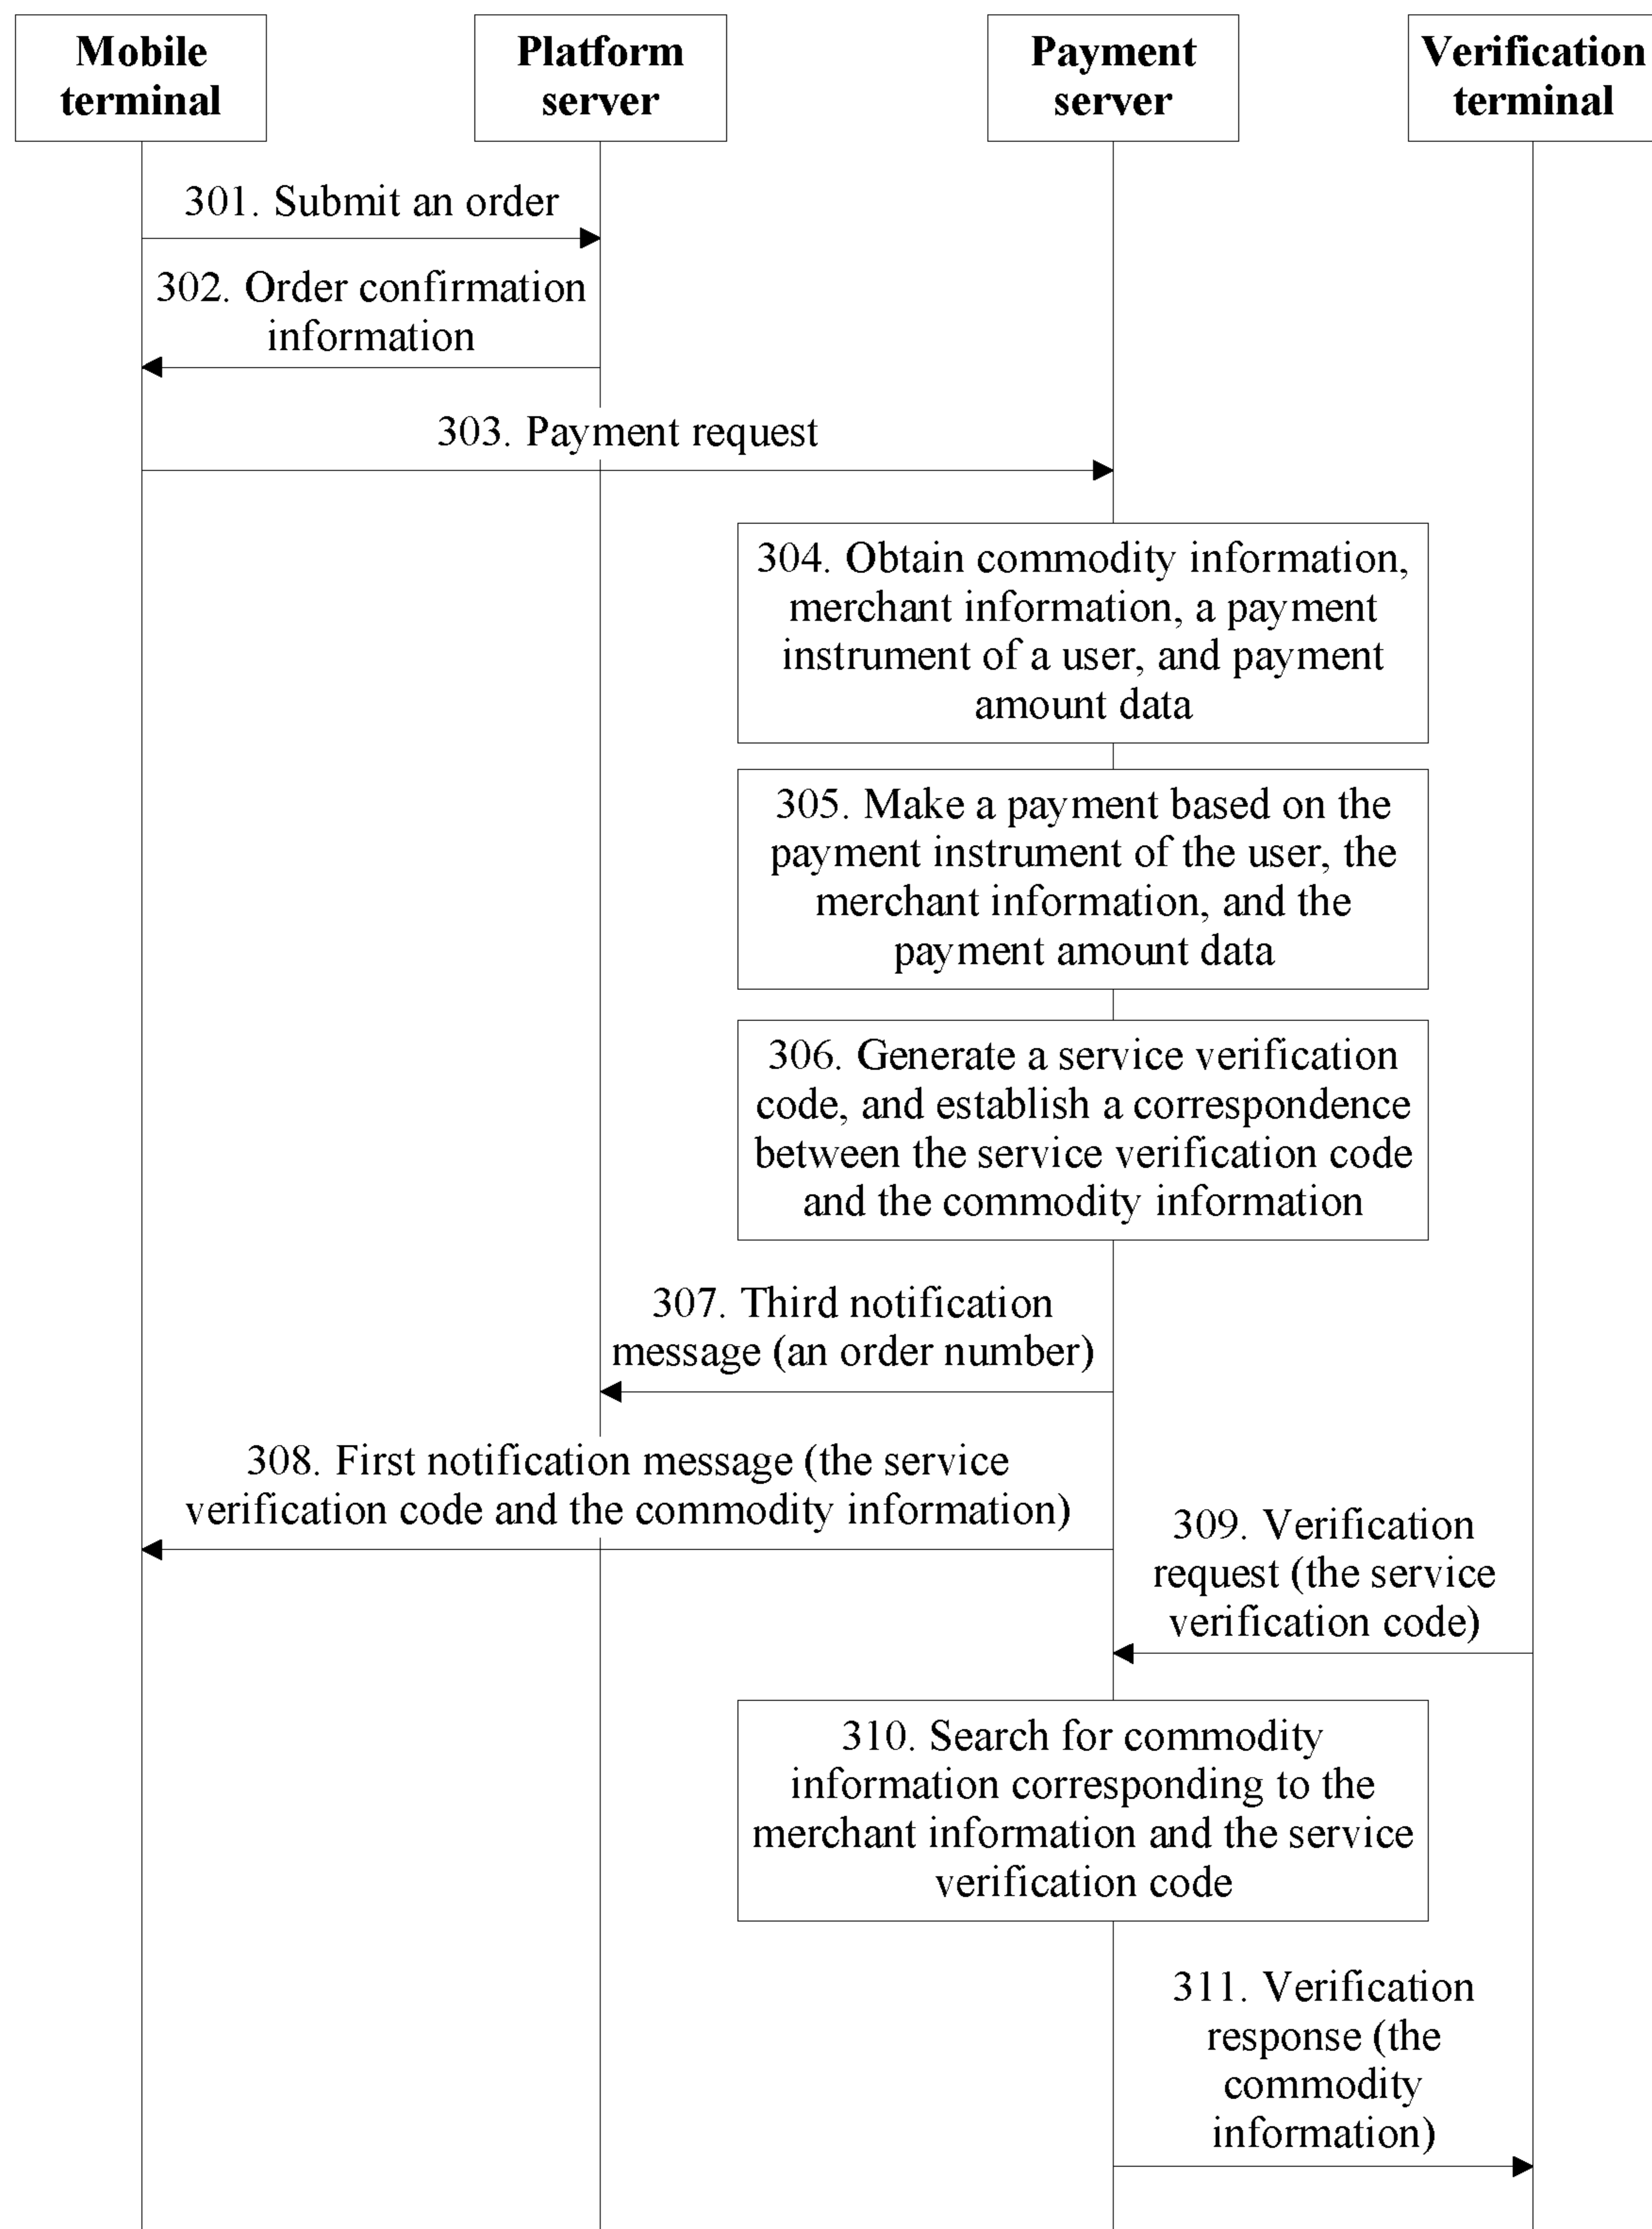 Mobile
terminal
Platform
server
Payment
server
Verification
terminal
301. Submit an order
302. Order confirmation
information
303. Payment request
304. Obtain commodity information,
merchant information, a payment
instrument of a user, and payment
amount data
305. Make a payment based on the
payment instrument of the user, the
merchant information, and the
payment amount data
306. Generate a service verification
code, and establish a correspondence
between the service verification code
and the commodity information
307. Third notification
message (an order number)
308. First notification message (the service
verification code and the commodity information)
309. Verification
request (the service
verification code)
310. Search for commodity
information corresponding to the
merchant information and the service
verification code
311. Verification
response (the
commodity
information)